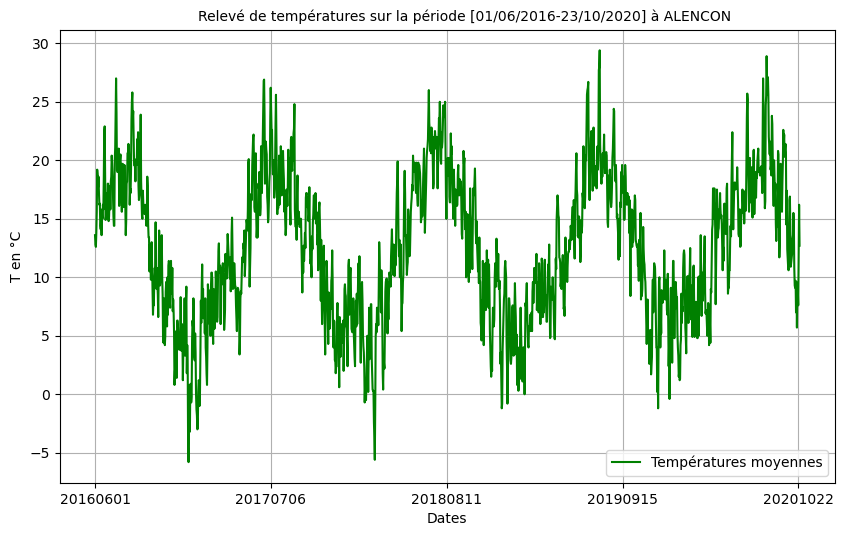 Relevé de températures sur la période [01/06/2016-23/10/2020] à ALENCON
T en °C
30
25
20
15
10
5
0
−5
Températures moyennes
20160601 20170706 20180811 20190915 20201022
Dates